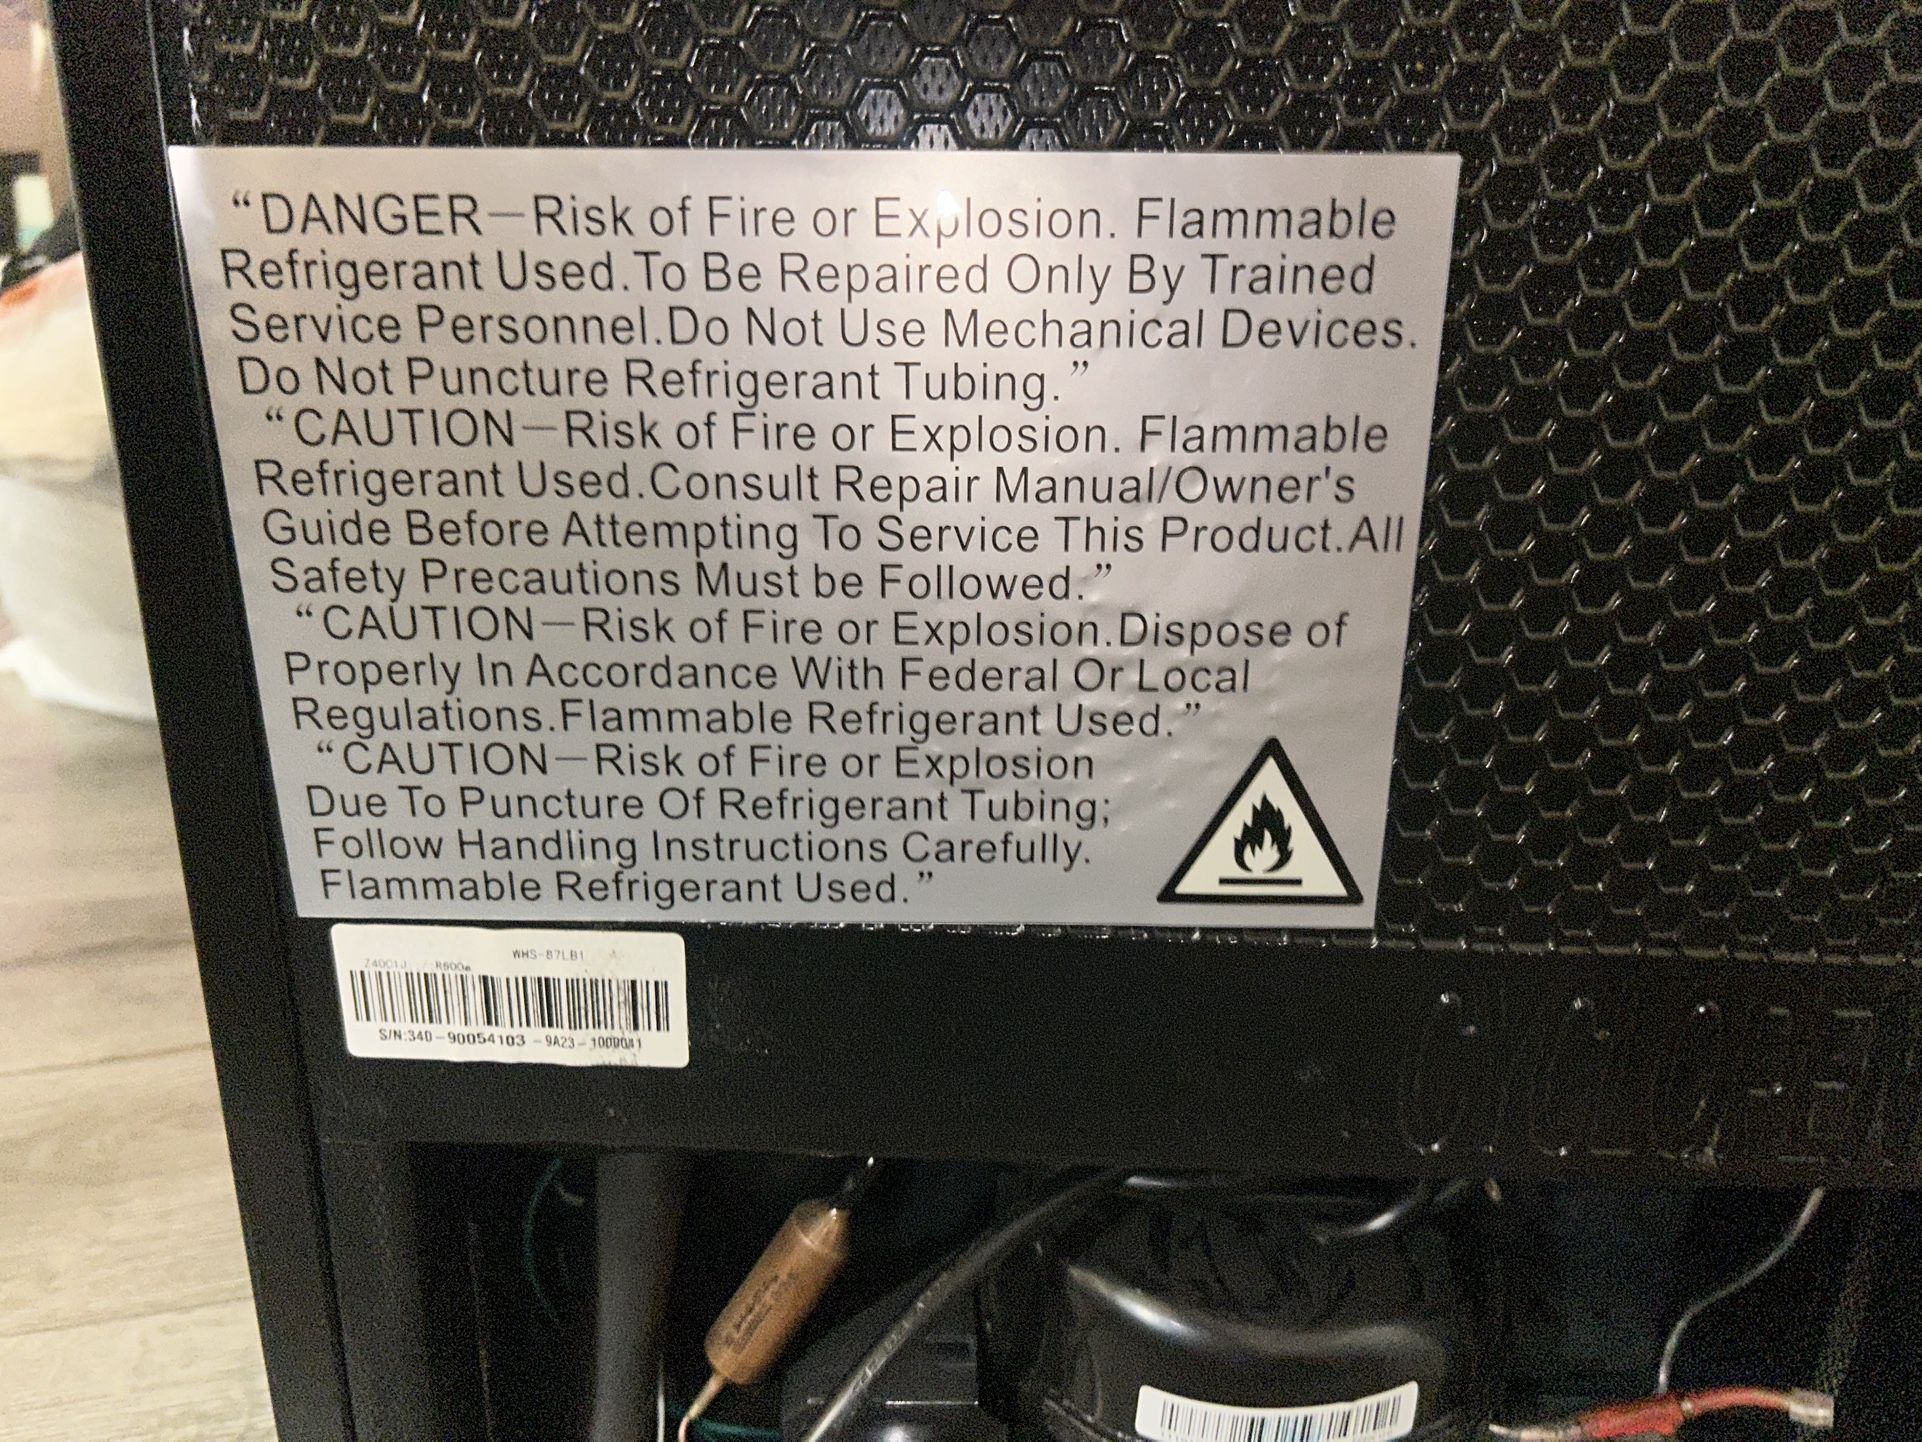 “DANGER—Risk of Fire or Explosion. Flammable
Refrigerant Used.To Be Repaired Only By Trained
Service Personnel.Do Not Use Mechanical Devices.
Do Not Puncture Refrigerant Tubing.”
“CAUTION—Risk of Fire or Explosion. Flammable
Refrigerant Used.Consult Repair Manual/Owner's
Guide Before Attempting To Service This Product.All
Safety Precautions Must be Followed.”
“CAUTION—Risk of Fire or Explosion.Dispose of
Properly In Accordance With Federal Or Local
Regulations.Flammable Refrigerant Used.”
“CAUTION—Risk of Fire or Explosion
Due To Puncture Of Refrigerant Tubing;
Follow Handling Instructions Carefully.
Flammable Refrigerant Used.”
WHS-87LB1
Z40C1J R600a
S/N:340-90054103-9A23-1000041